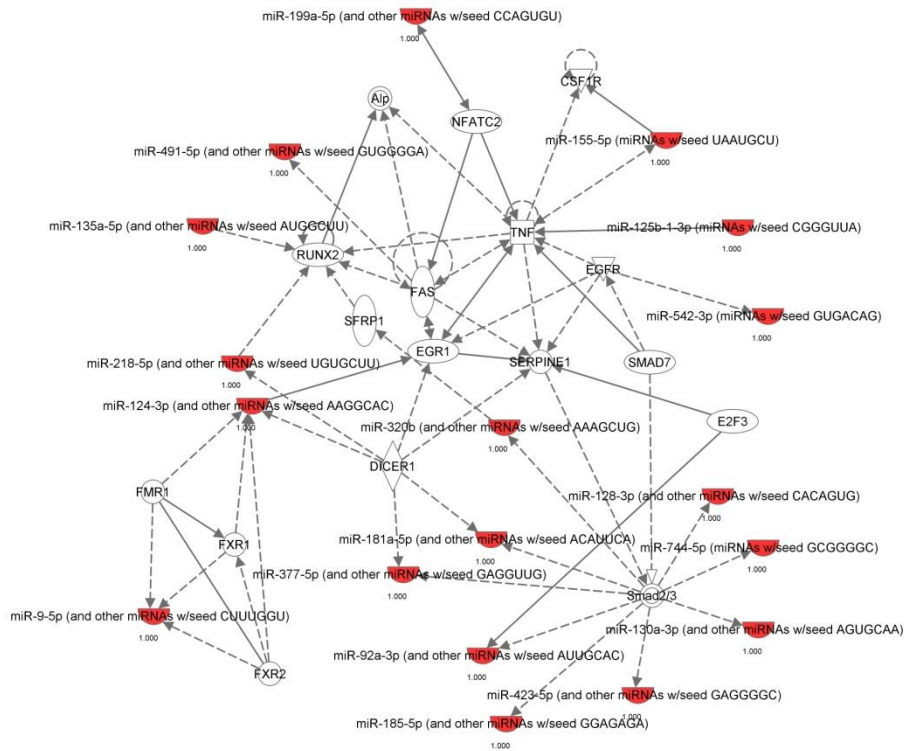 miR-199a-5p (and other miRNAs w/seed CCAGUGU)
1.000
CSF1R
Alp
NFATC2
miR-155-5p (miRNAs w/seed UAAUGCU)
1.000
miR-491-5p (and other miRNAs w/seed GUGGGGA)
1.000
miR-135a-5p (and other miRNAs w/seed AUGGCUU)
1.000
TNF
miR-125b-1-3p (miRNAs w/seed CGGGUUA)
1.000
RUNX2
EGFR
FAS
miR-542-3p (miRNAs w/seed GUGACAG)
1.000
SFRP1
EGR1
SERPINE1
SMAD7
miR-218-5p (and other miRNAs w/seed UGUGCUU)
1.000
miR-124-3p (and other miRNAs w/seed AAGGCAC)
1.000
E2F3
miR-320b (and other miRNAs w/seed AAAGCUG)
1.000
DICER1
FMR1
miR-128-3p (and other miRNAs w/seed CACAGUG)
1.000
FXR1
miR-181a-5p (and other miRNAs w/seed ACAUUCA)
1.000
miR-744-5p (miRNAs w/seed GCGGGGC)
1.000
miR-377-5p (and other miRNAs w/seed GAGGUUG)
1.000
Smad2/3
miR-9-5p (and other miRNAs w/seed CUUUGGU)
1.000
miR-130a-3p (and other miRNAs w/seed AGUGCAA)
1.000
miR-92a-3p (and other miRNAs w/seed AUUGCAC)
1.000
FXR2
miR-423-5p (and other miRNAs w/seed GAGGGGC)
1.000
miR-185-5p (and other miRNAs w/seed GGAGAGA)
1.000